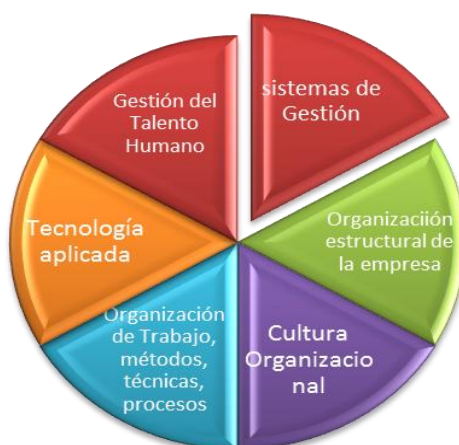 sistemas de
Gestión
Organizaciión
estructural de
la empresa
Cultura
Organizacio
nal
Organización
de Trabajo,
métodos,
técnicas,
procesos
Tecnología
aplicada
Gestión del
Talento
Humano